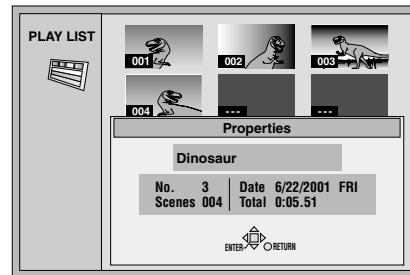 PLAY LIST
001 002 003
004 --- ---
Properties
Dinosaur
No. 3 Date 6/22/2001 FRI
Scenes 004 Total 0:05.51
ENTER RETURN